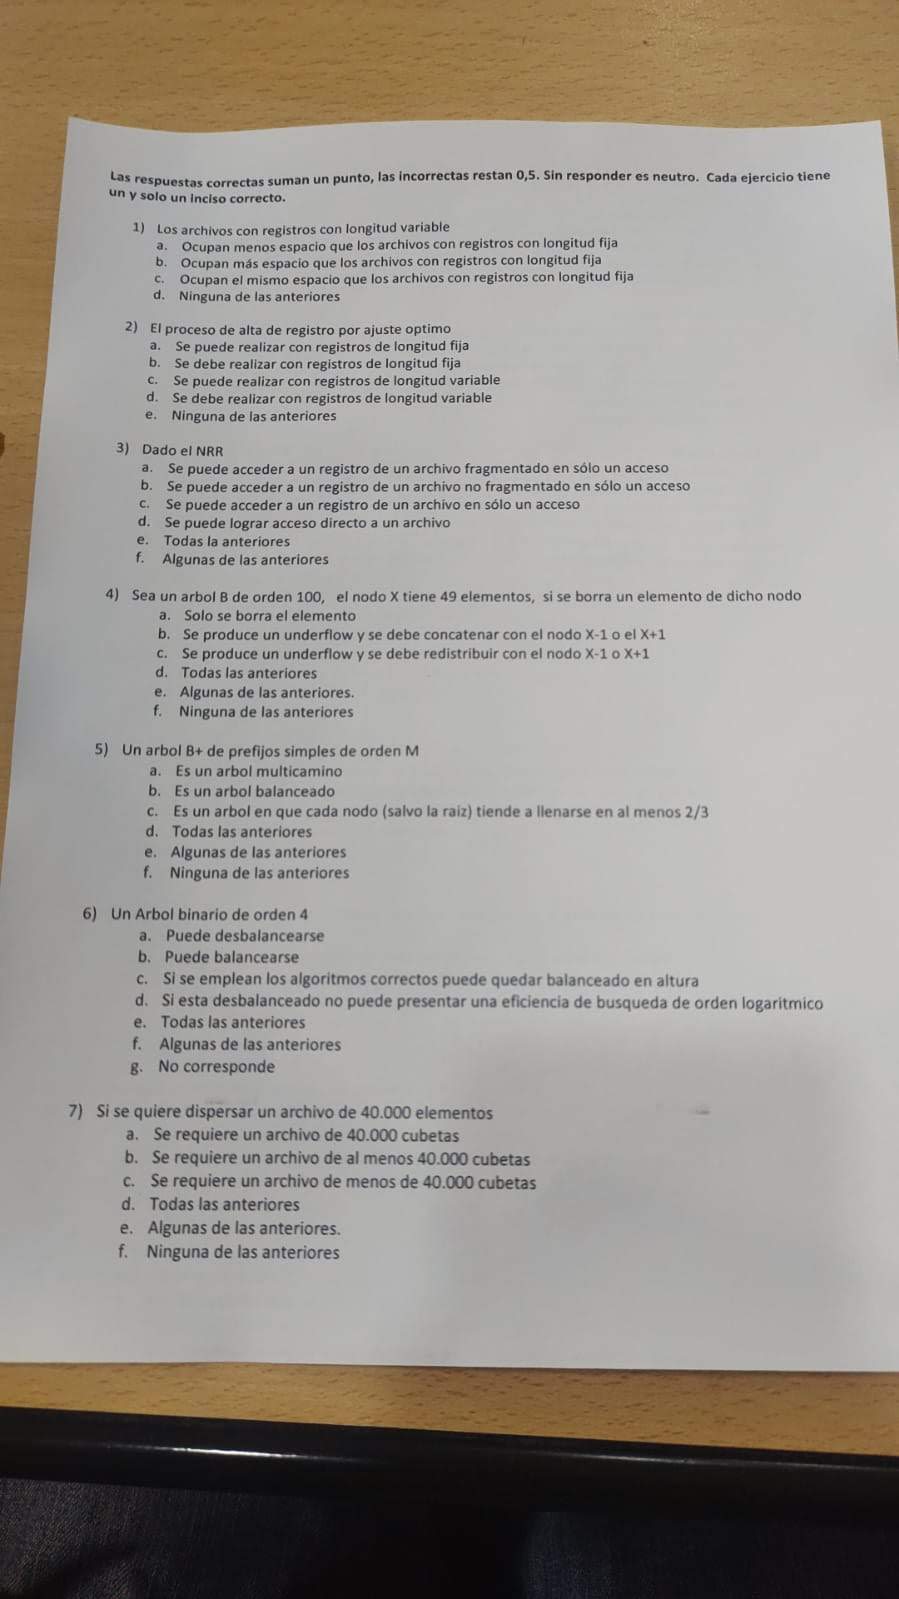 Las respuestas correctas suman un punto, las incorrectas restan 0,5. Sin responder es neutro. Cada ejercicio tiene
un y solo un inciso correcto.
1) Los archivos con registros con longitud variable
a. Ocupan menos espacio que los archivos con registros con longitud fija
b. Ocupan más espacio que los archivos con registros con longitud fija
c. Ocupan el mismo espacio que los archivos con registros con longitud fija
d. Ninguna de las anteriores
2) El proceso de alta de registro por ajuste optimo
a. Se puede realizar con registros de longitud fija
b. Se debe realizar con registros de longitud fija
c. Se puede realizar con registros de longitud variable
d. Se debe realizar con registros de longitud variable
e. Ninguna de las anteriores
3) Dado el NRR
a. Se puede acceder a un registro de un archivo fragmentado en sólo un acceso
b. Se puede acceder a un registro de un archivo no fragmentado en sólo un acceso
c. Se puede acceder a un registro de un archivo en sólo un acceso
d. Se puede lograr acceso directo a un archivo
e. Todas la anteriores
f. Algunas de las anteriores
4) Sea un arbol B de orden 100, el nodo X tiene 49 elementos, si se borra un elemento de dicho nodo
a. Solo se borra el elemento
b. Se produce un underflow y se debe concatenar con el nodo X-1 o el X+1
c. Se produce un underflow y se debe redistribuir con el nodo X-1 o X+1
d. Todas las anteriores
e. Algunas de las anteriores.
f. Ninguna de las anteriores
5) Un arbol B+ de prefijos simples de orden M
a. Es un arbol multicamino
b. Es un arbol balanceado
c. Es un arbol en que cada nodo (salvo la raiz) tiende a llenarse en al menos 2/3
d. Todas las anteriores
e. Algunas de las anteriores
f. Ninguna de las anteriores
6) Un Arbol binario de orden 4
a. Puede desbalancearse
b. Puede balancearse
c. Si se emplean los algoritmos correctos puede quedar balanceado en altura
d. Si esta desbalanceado no puede presentar una eficiencia de busqueda de orden logaritmico
e. Todas las anteriores
f. Algunas de las anteriores
g. No corresponde
7) Si se quiere dispersar un archivo de 40.000 elementos
a. Se requiere un archivo de 40.000 cubetas
b. Se requiere un archivo de al menos 40.000 cubetas
c. Se requiere un archivo de menos de 40.000 cubetas
d. Todas las anteriores
e. Algunas de las anteriores.
f. Ninguna de las anteriores